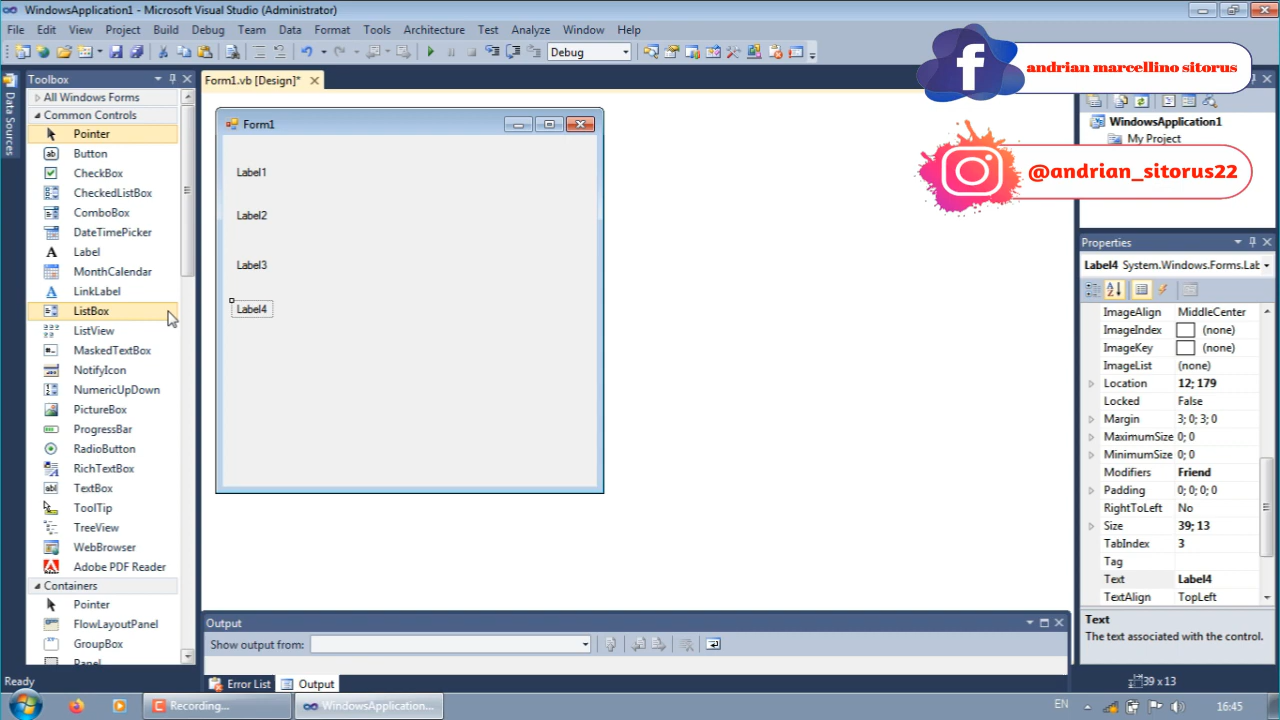 WindowsApplication1 - Microsoft Visual Studio (Administrator)
File Edit View Project Build Debug Team Data Format Tools Architecture Test Analyze Window Help
Debug
andrian marcellino sitorus
@andrian_sitorus22
Data Sources
Toolbox
All Windows Forms
Common Controls
Pointer
Button
CheckBox
CheckedListBox
ComboBox
DateTimePicker
Label
MonthCalendar
LinkLabel
ListBox
ListView
MaskedTextBox
NotifyIcon
NumericUpDown
PictureBox
ProgressBar
RadioButton
RichTextBox
TextBox
ToolTip
TreeView
WebBrowser
Adobe PDF Reader
Containers
Pointer
FlowLayoutPanel
GroupBox
Panel
Form1.vb [Design]*
Form1
Label1
Label2
Label3
Label4
Output
Show output from:
Error List Output
WindowsApplication1
My Project
Properties
Label4 System.Windows.Forms.Lab
ImageAlign MiddleCenter
ImageIndex (none)
ImageKey (none)
ImageList (none)
Location 12; 179
Locked False
Margin 3; 0; 3; 0
MaximumSize 0; 0
MinimumSize 0; 0
Modifiers Friend
Padding 0; 0; 0; 0
RightToLeft No
Size 39; 13
TabIndex 3
Tag
Text Label4
TextAlign TopLeft
Text
The text associated with the control.
Ready
39 x 13
Recording...
WindowsApplication...
EN
16:45